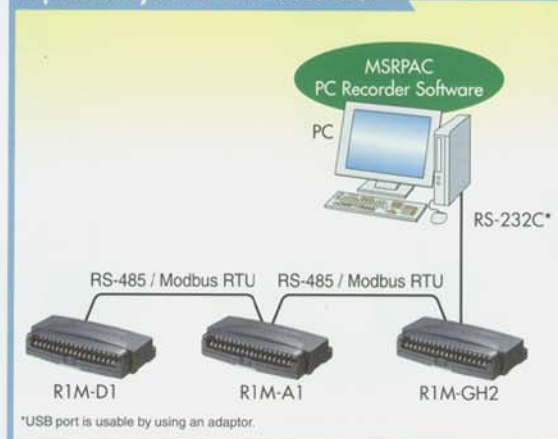 MSRPAC
PC Recorder Software
PC
RS-232C*
RS-485 / Modbus RTU
RS-485 / Modbus RTU
R1M-D1
R1M-A1
R1M-GH2
*USB port is usable by using an adaptor.